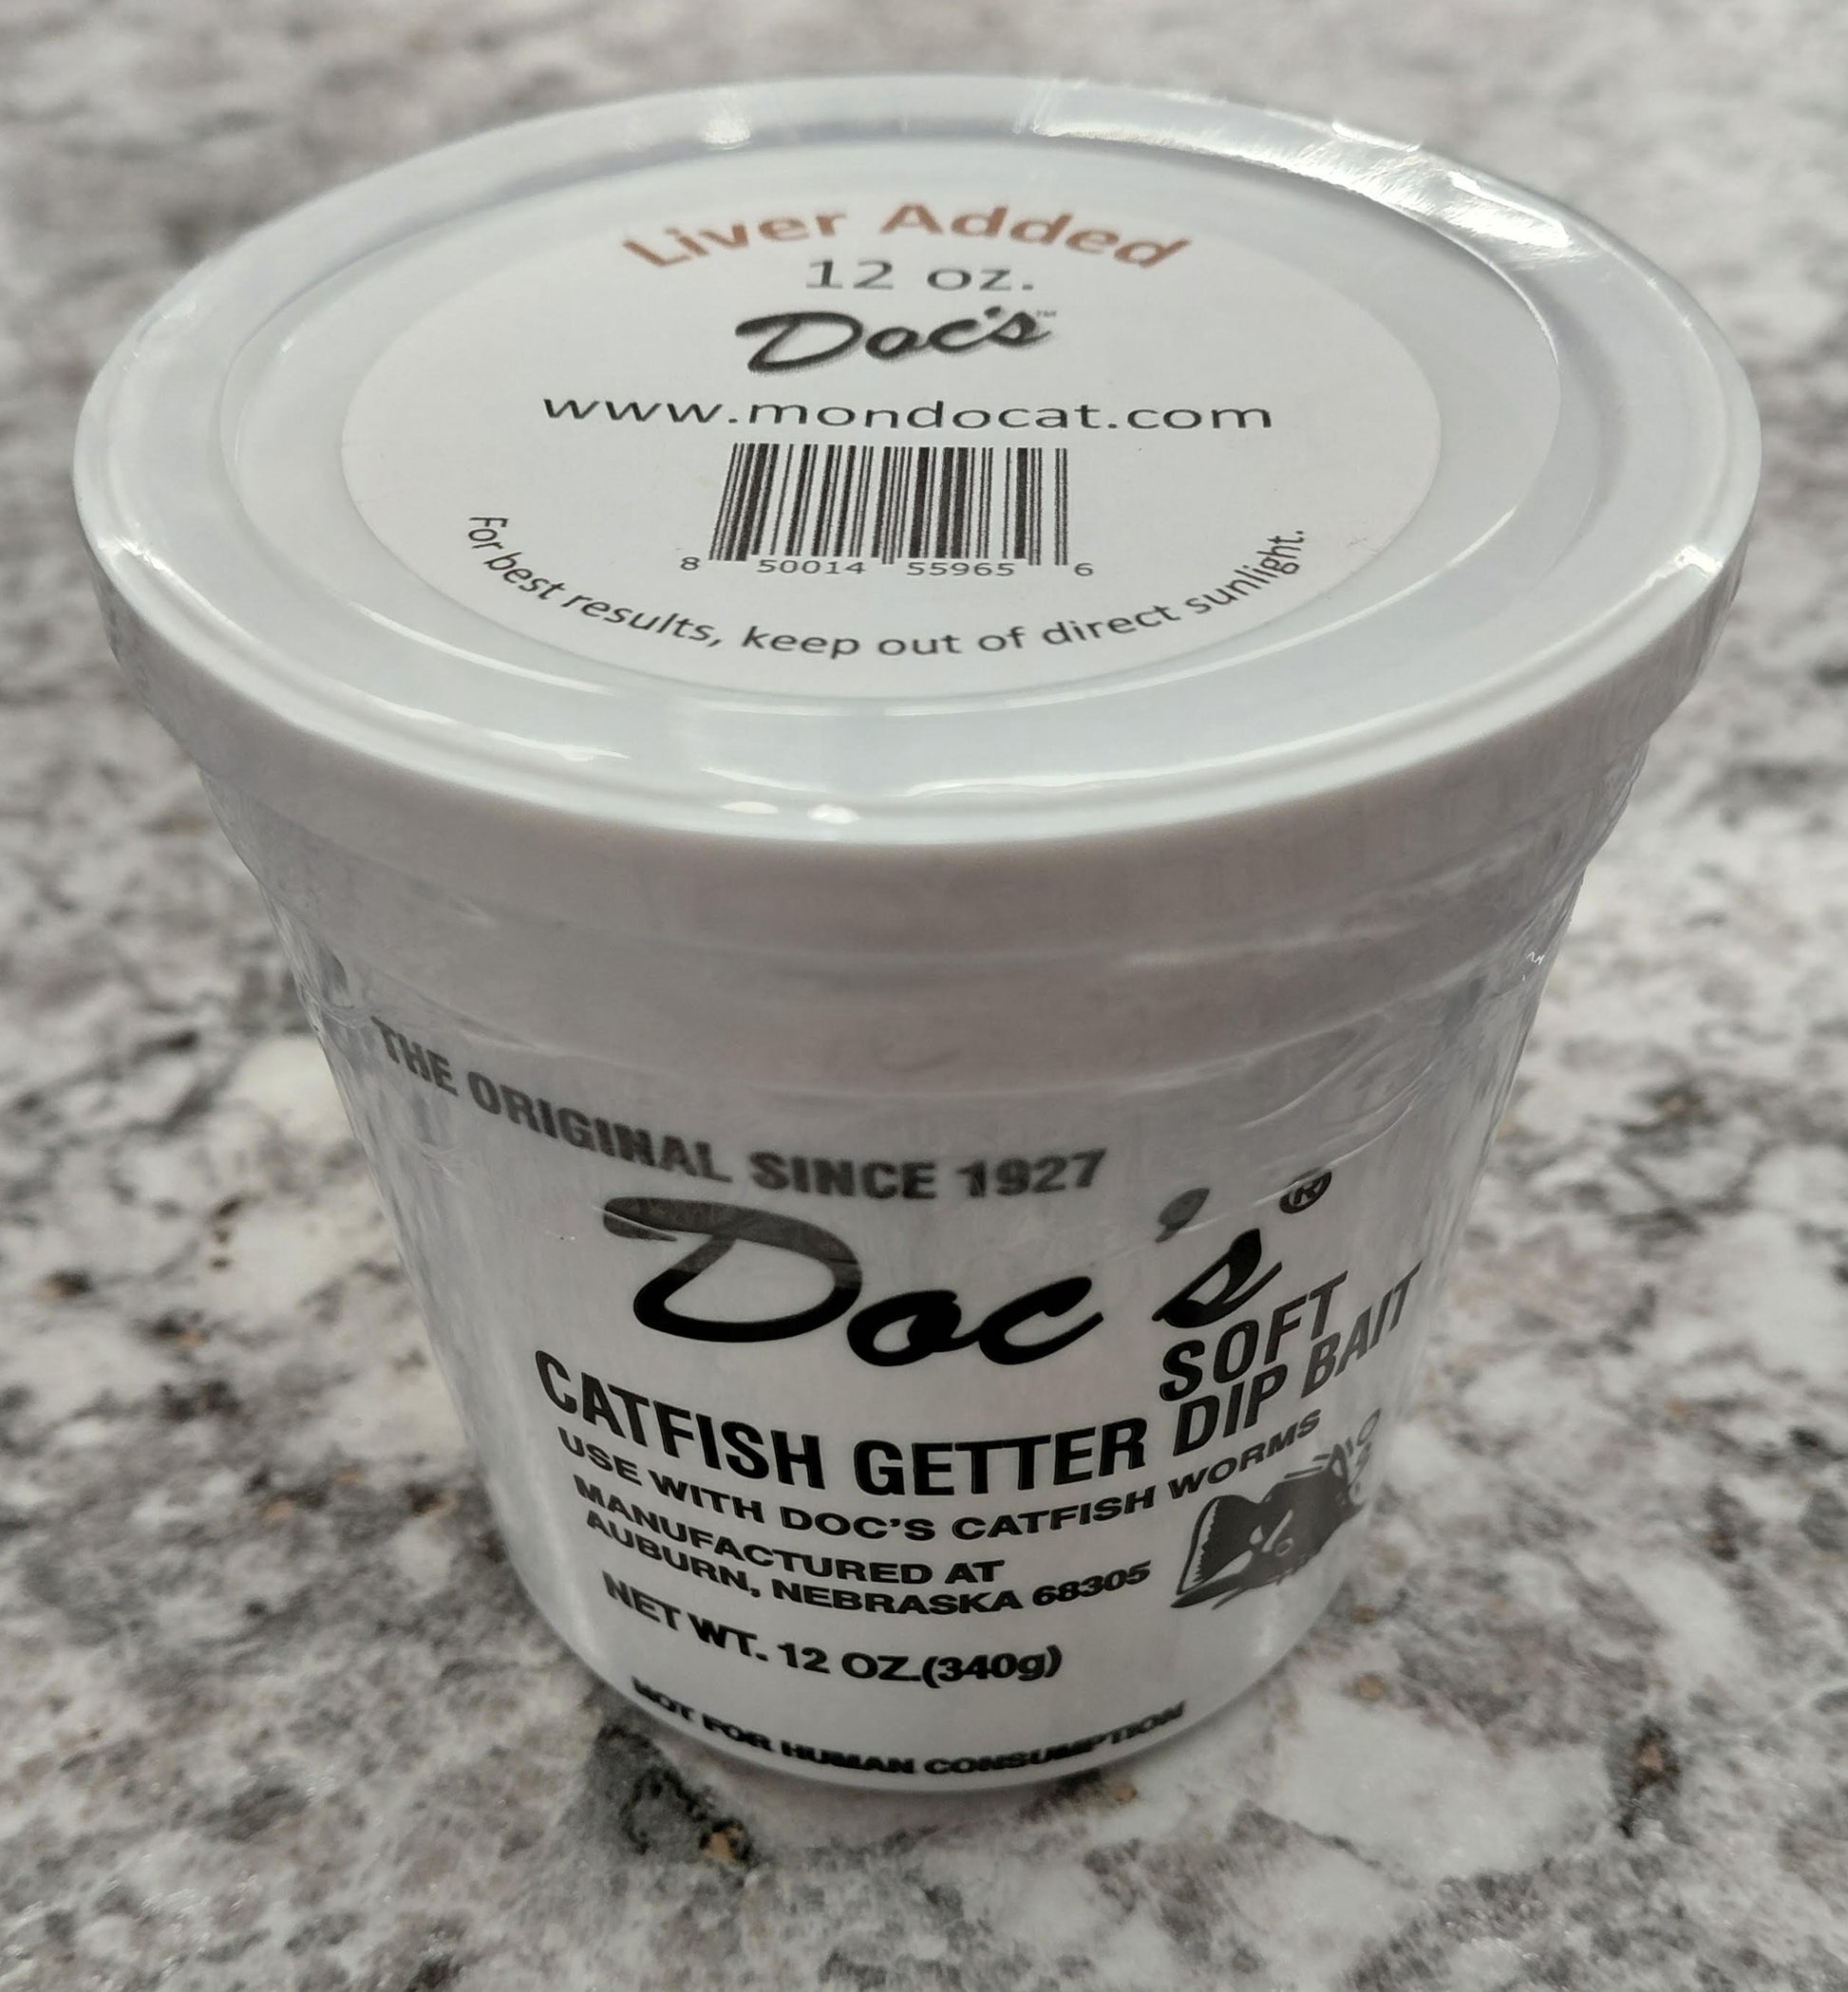 Liver Added
12 oz.
Doc's™
www.mondocat.com
8 50014 55965 6
For best results, keep out of direct sunlight.
THE ORIGINAL SINCE 1927
Doc's®
SOFT
CATFISH GETTER DIP BAIT
USE WITH DOC'S CATFISH WORMS
MANUFACTURED AT
AUBURN, NEBRASKA 68305
NET WT. 12 OZ.(340g)
NOT FOR HUMAN CONSUMPTION